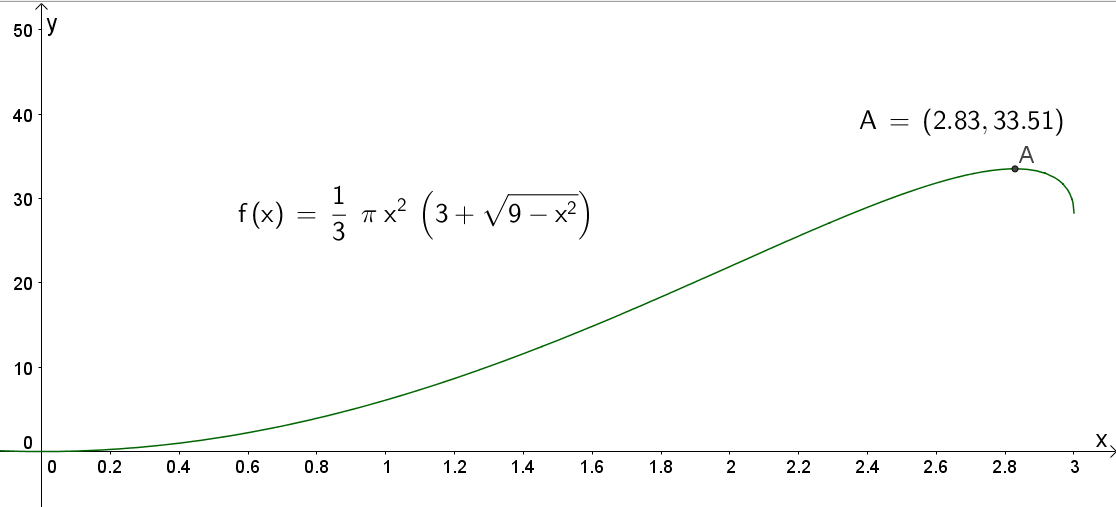 y
50
40
A = (2.83, 33.51)
A
30
f(x) = 1/3 π x² (3 + √(9 − x²))
20
10
0
x
0 0.2 0.4 0.6 0.8 1 1.2 1.4 1.6 1.8 2 2.2 2.4 2.6 2.8 3